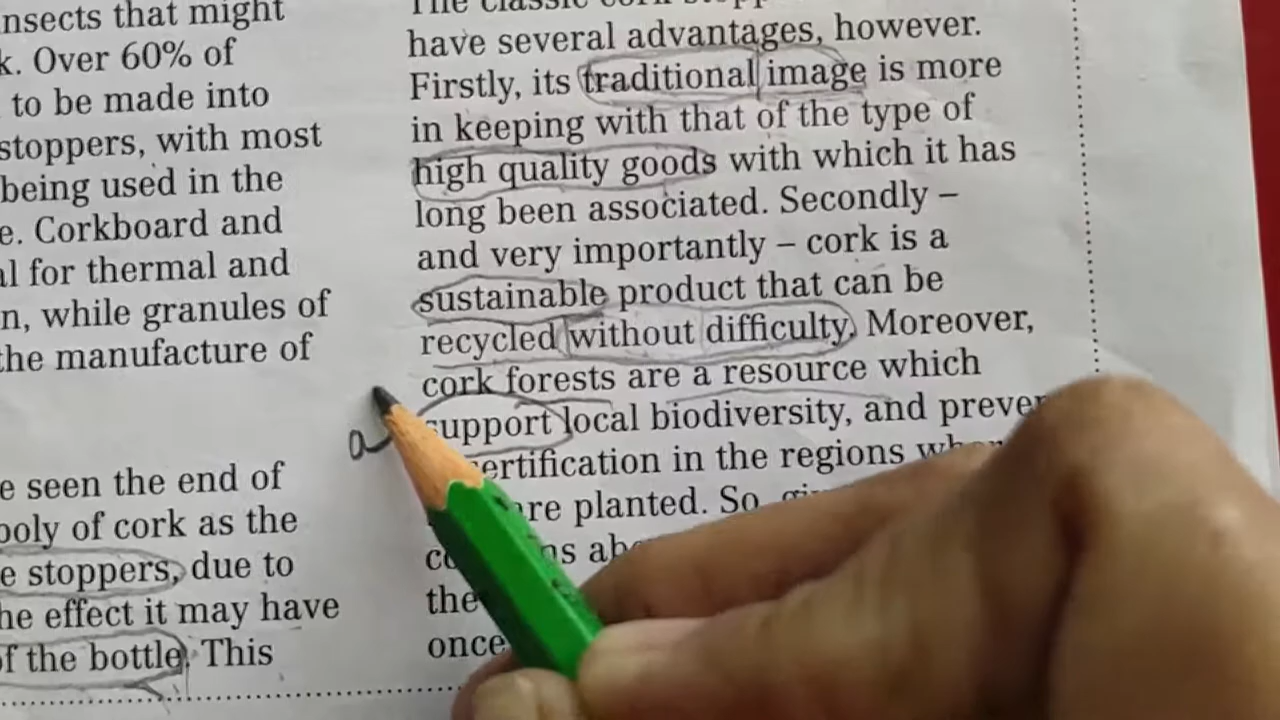 nsects that might
k. Over 60% of
to be made into
stoppers, with most
being used in the
e. Corkboard and
al for thermal and
n, while granules of
the manufacture of
e seen the end of
poly of cork as the
e stoppers, due to
he effect it may have
of the bottle. This
The classic cork
have several advantages, however.
Firstly, its traditional image is more
in keeping with that of the type of
high quality goods with which it has
long been associated. Secondly –
and very importantly – cork is a
sustainable product that can be
recycled without difficulty. Moreover,
cork forests are a resource which
support local biodiversity, and preven
a
ertification in the regions
re planted. So,
the
once